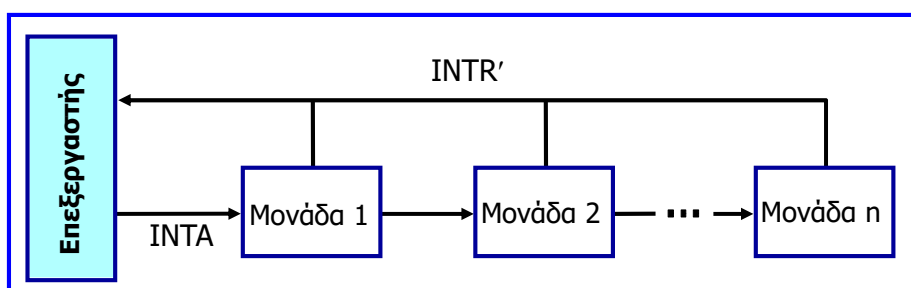 INTR′
Επεξεργαστής
Μονάδα 1
Μονάδα 2
...
Μονάδα n
INTA